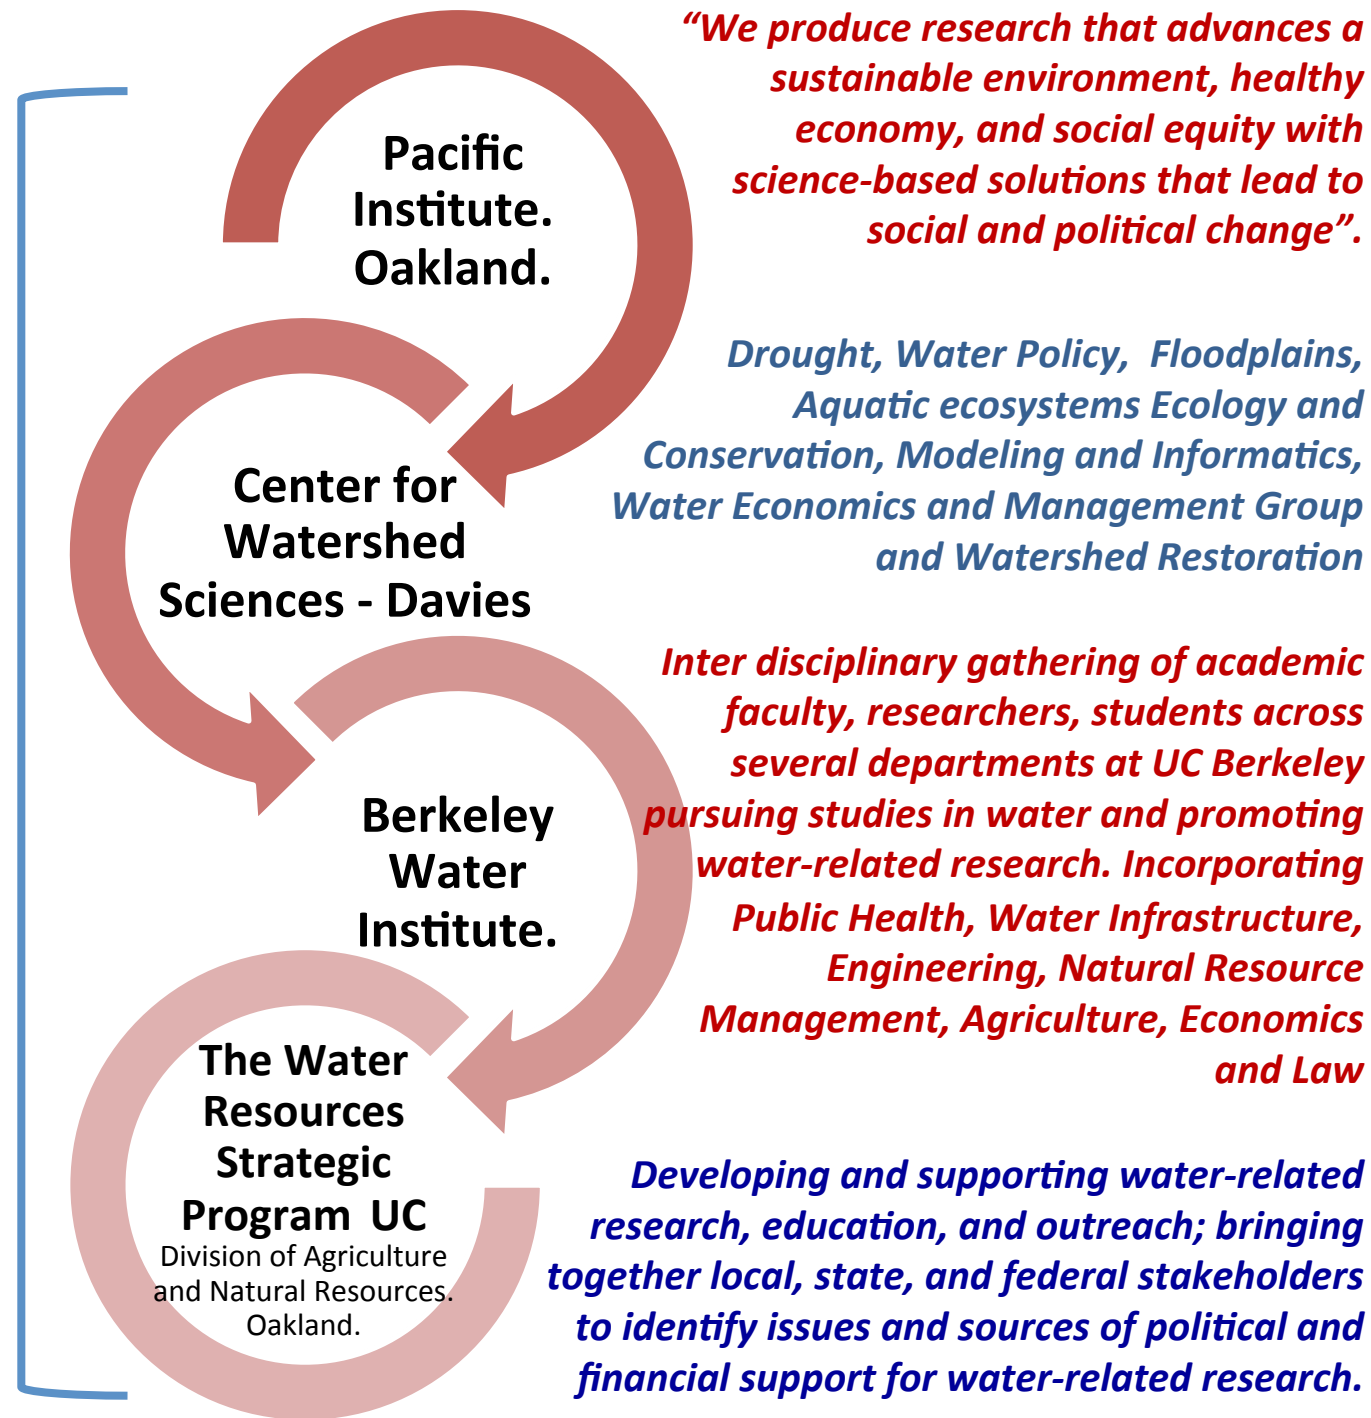 “We produce research that advances a
sustainable environment, healthy
economy, and social equity with
science-based solutions that lead to
social and political change”.
Pacific
Institute.
Oakland.
Drought, Water Policy,  Floodplains,
Aquatic ecosystems Ecology and
Conservation, Modeling and Informatics,
Water Economics and Management Group
and Watershed Restoration
Center for
Watershed
Sciences - Davies
Inter disciplinary gathering of academic
faculty, researchers, students across
several departments at UC Berkeley
pursuing studies in water and promoting
water-related research. Incorporating
Public Health, Water Infrastructure,
Engineering, Natural Resource
Management, Agriculture, Economics
and Law
Berkeley
Water
Institute.
The Water
Resources
Strategic
Program  UC
Division of Agriculture
and Natural Resources.
Oakland.
Developing and supporting water-related
research, education, and outreach; bringing
together local, state, and federal stakeholders
to identify issues and sources of political and
financial support for water-related research.